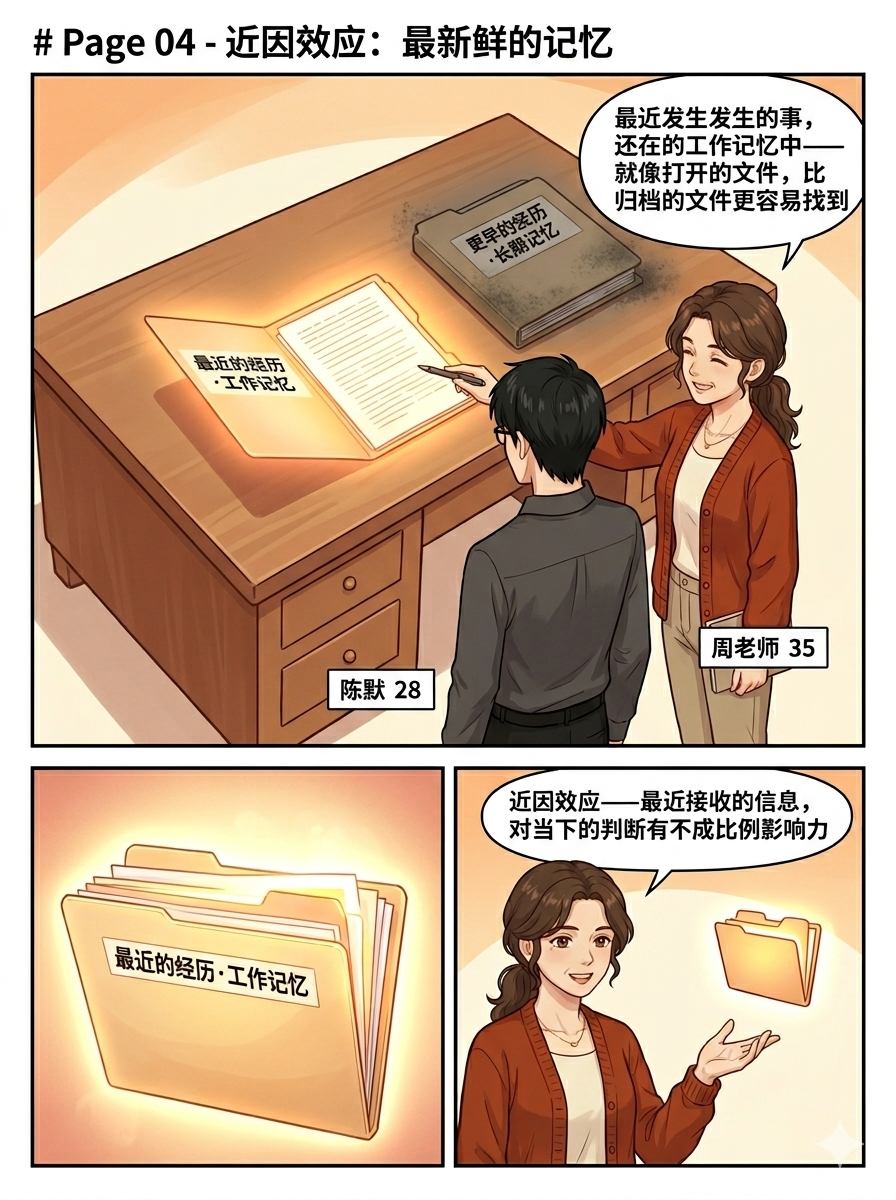 # Page 04 - 近因效应：最新鲜的记忆
最近发生发生的事，
还在的工作记忆中——
就像打开的文件，比
归档的文件更容易找到
更早的经历
·长期记忆
最近的经历
·工作记忆
陈默 28
周老师 35
最近的经历·工作记忆
近因效应——最近接收的信息，
对当下的判断有不成比例影响力